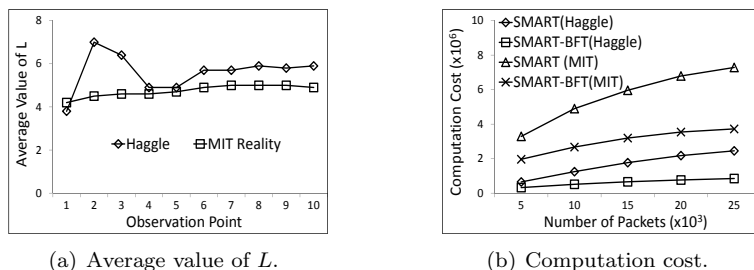 Average Value of L
8
6
4
2
0
Haggle
MIT Reality
1 2 3 4 5 6 7 8 9 10
Observation Point
(a) Average value of L.
Computation Cost (x10⁶)
10
8
6
4
2
0
SMART(Haggle)
SMART-BFT(Haggle)
SMART (MIT)
SMART-BFT(MIT)
5 10 15 20 25
Number of Packets (x10³)
(b) Computation cost.